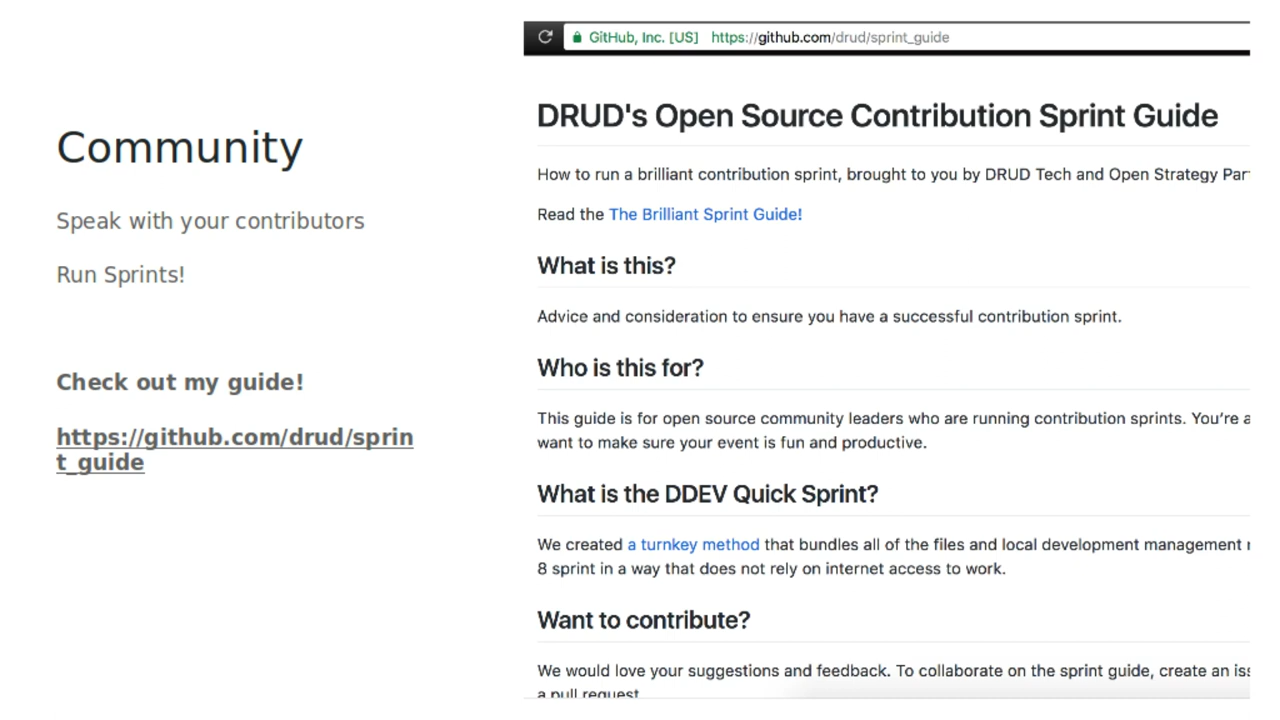 Community
Speak with your contributors
Run Sprints!
Check out my guide!
https://github.com/drud/sprin
t_guide
GitHub, Inc. [US] https://github.com/drud/sprint_guide
DRUD's Open Source Contribution Sprint Guide
How to run a brilliant contribution sprint, brought to you by DRUD Tech and Open Strategy Par
Read the The Brilliant Sprint Guide!
What is this?
Advice and consideration to ensure you have a successful contribution sprint.
Who is this for?
This guide is for open source community leaders who are running contribution sprints. You’re a
want to make sure your event is fun and productive.
What is the DDEV Quick Sprint?
We created a turnkey method that bundles all of the files and local development management
8 sprint in a way that does not rely on internet access to work.
Want to contribute?
We would love your suggestions and feedback. To collaborate on the sprint guide, create an iss
a pull request